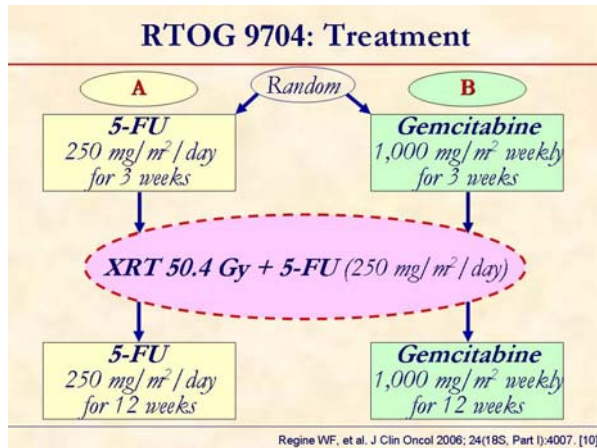 RTOG 9704: Treatment
A
Random
B
5-FU
250 mg/m²/day
for 3 weeks
Gemcitabine
1,000 mg/m² weekly
for 3 weeks
XRT 50.4 Gy + 5-FU (250 mg/m²/day)
5-FU
250 mg/m²/day
for 12 weeks
Gemcitabine
1,000 mg/m² weekly
for 12 weeks
Regine WF, et al. J Clin Oncol 2006; 24(18S, Part I):4007. [10]